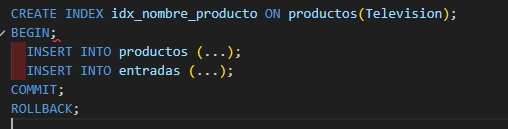 CREATE INDEX idx_nombre_producto ON productos(Television);
BEGIN;
INSERT INTO productos (...);
INSERT INTO entradas (...);
COMMIT;
ROLLBACK;